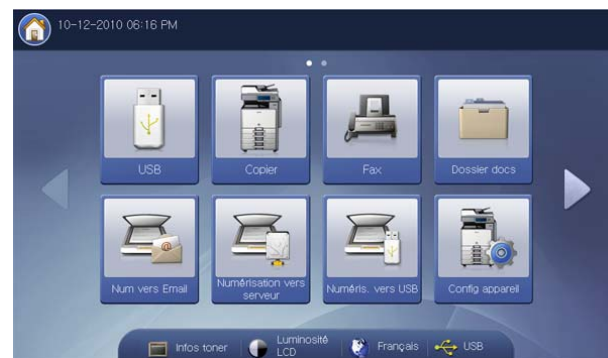 10-12-2010 06:16 PM
USB
Copier
Fax
Dossier docs
Num vers Email
Numérisation vers
serveur
Numéris. vers USB
Config appareil
Infos toner
Luminosité
LCD
Français
USB